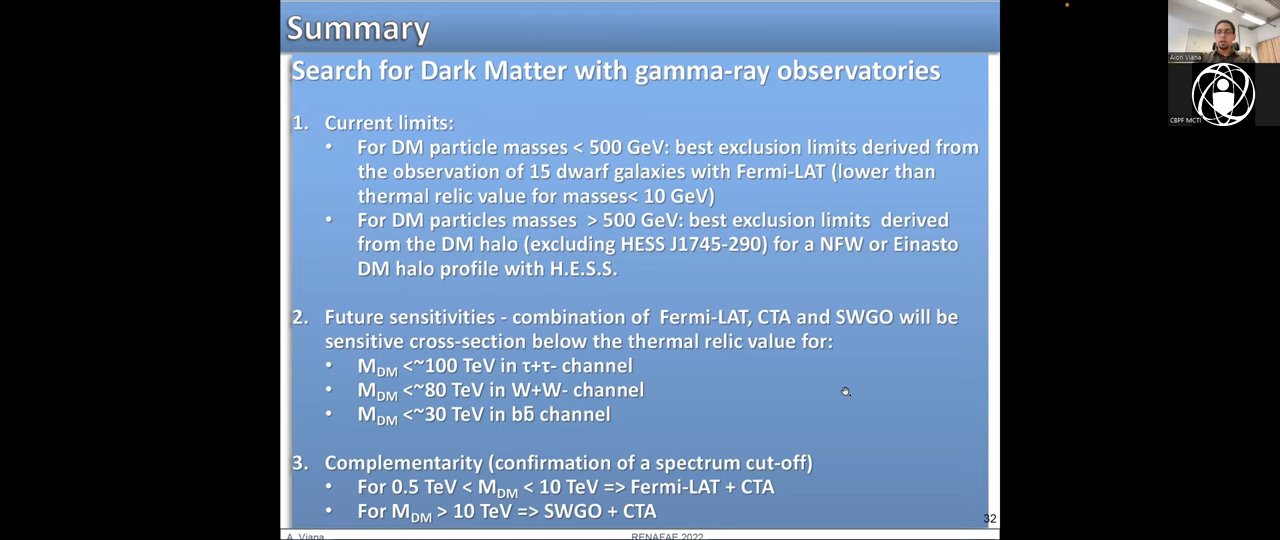 Summary
Search for Dark Matter with gamma-ray observatories
1. Current limits:
• For DM particle masses < 500 GeV: best exclusion limits derived from
the observation of 15 dwarf galaxies with Fermi-LAT (lower than
thermal relic value for masses< 10 GeV)
• For DM particles masses > 500 GeV: best exclusion limits derived
from the DM halo (excluding HESS J1745-290) for a NFW or Einasto
DM halo profile with H.E.S.S.
2. Future sensitivities - combination of Fermi-LAT, CTA and SWGO will be
sensitive cross-section below the thermal relic value for:
• MDM <~100 TeV in τ+τ- channel
• MDM <~80 TeV in W+W- channel
• MDM <~30 TeV in bb̄ channel
3. Complementarity (confirmation of a spectrum cut-off)
• For 0.5 TeV < MDM < 10 TeV => Fermi-LAT + CTA
• For MDM > 10 TeV => SWGO + CTA
32
A. Viana
RENAFAE 2022
Aion Viana
CBPF MCTI